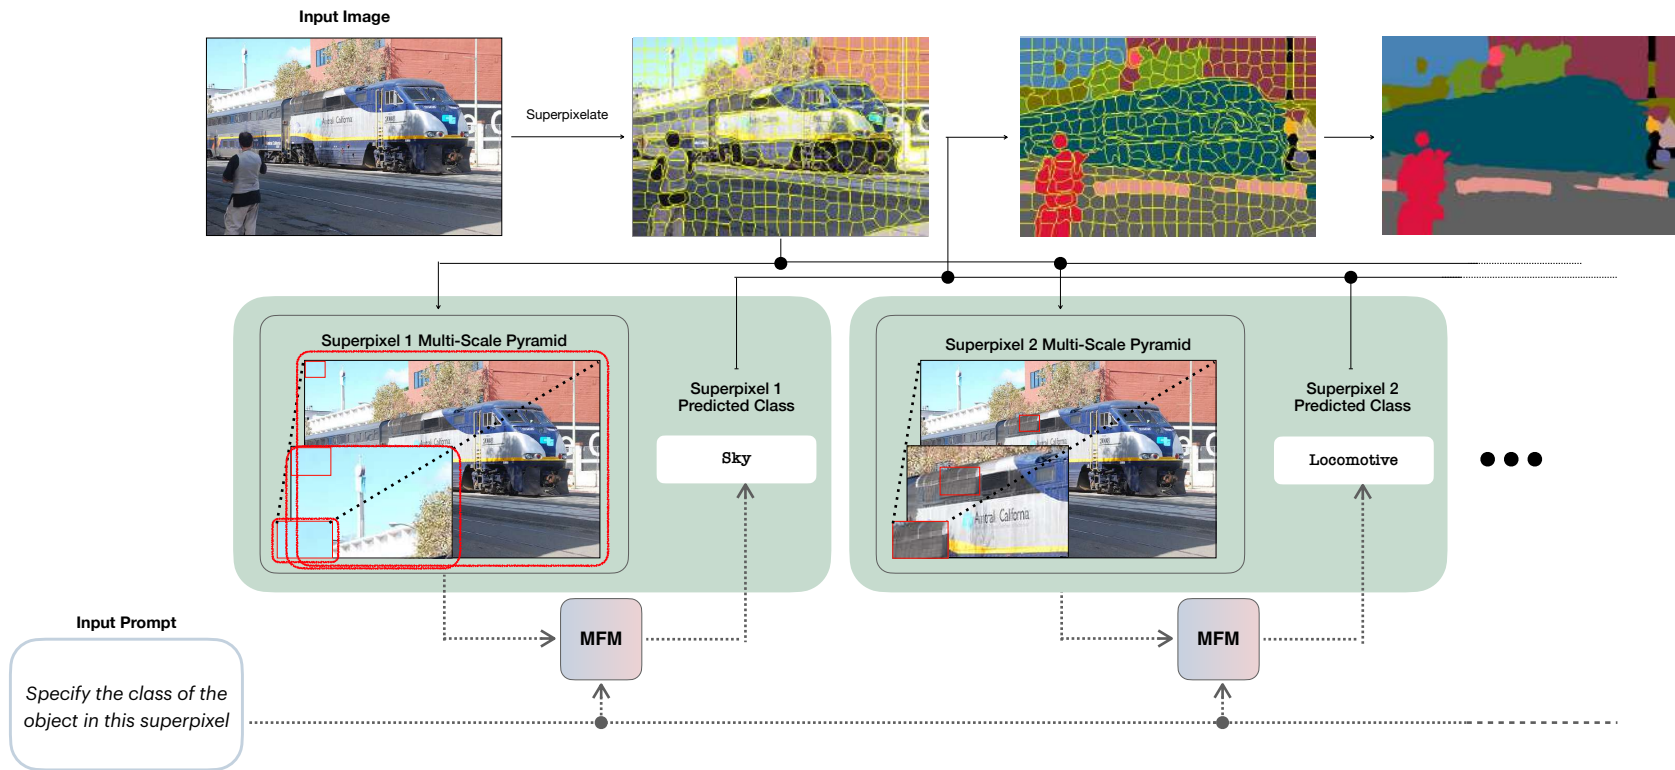 Input Image
Superpixelate
Superpixel 1 Multi-Scale Pyramid
Superpixel 1
Predicted Class
Sky
Superpixel 2 Multi-Scale Pyramid
Superpixel 2
Predicted Class
Locomotive
California
MFM
MFM
Input Prompt
Specify the class of the
object in this superpixel